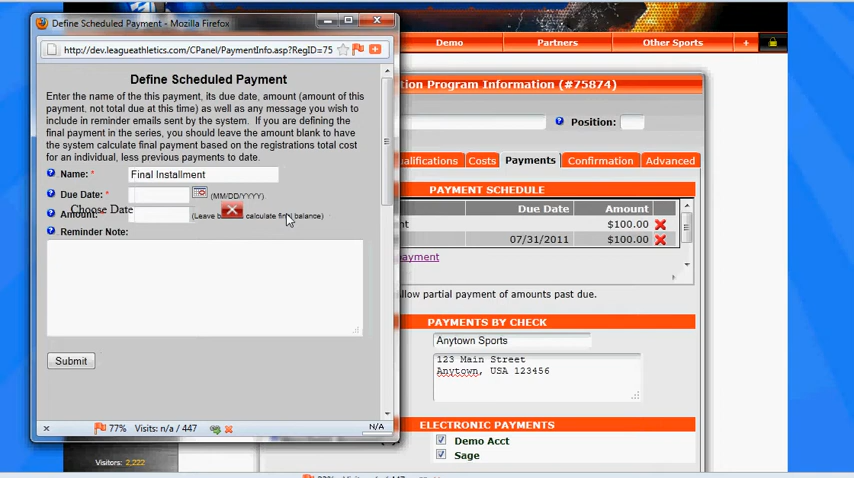 Define Scheduled Payment - Mozilla Firefox
http://dev.leagueathletics.com/CPanel/PaymentInfo.asp?RegID=75
Define Scheduled Payment
Enter the name of the this payment, its due date, amount (amount of this
payment, not total due at this time) as well as any message you wish to
include in reminder emails sent by the system. If you are defining the
final payment in the series, you should leave the amount blank to have
the system calculate final payment based on the registrations total cost
for an individual, less previous payments to date.
Name: * Final Installment
Due Date: * (MM/DD/YYYY)
Choose Date
Amount: * (Leave b calculate final balance)
Reminder Note:
Submit
77% Visits: n/a / 447 N/A
Demo Partners Other Sports +
tion Program Information (#75874)
Position:
alifications Costs Payments Confirmation Advanced
PAYMENT SCHEDULE
Due Date Amount
nt $100.00
07/31/2011 $100.00
ayment
llow partial payment of amounts past due.
PAYMENTS BY CHECK
Anytown Sports
123 Main Street
Anytown, USA 123456
ELECTRONIC PAYMENTS
Demo Acct
Sage
Visitors: 2,222